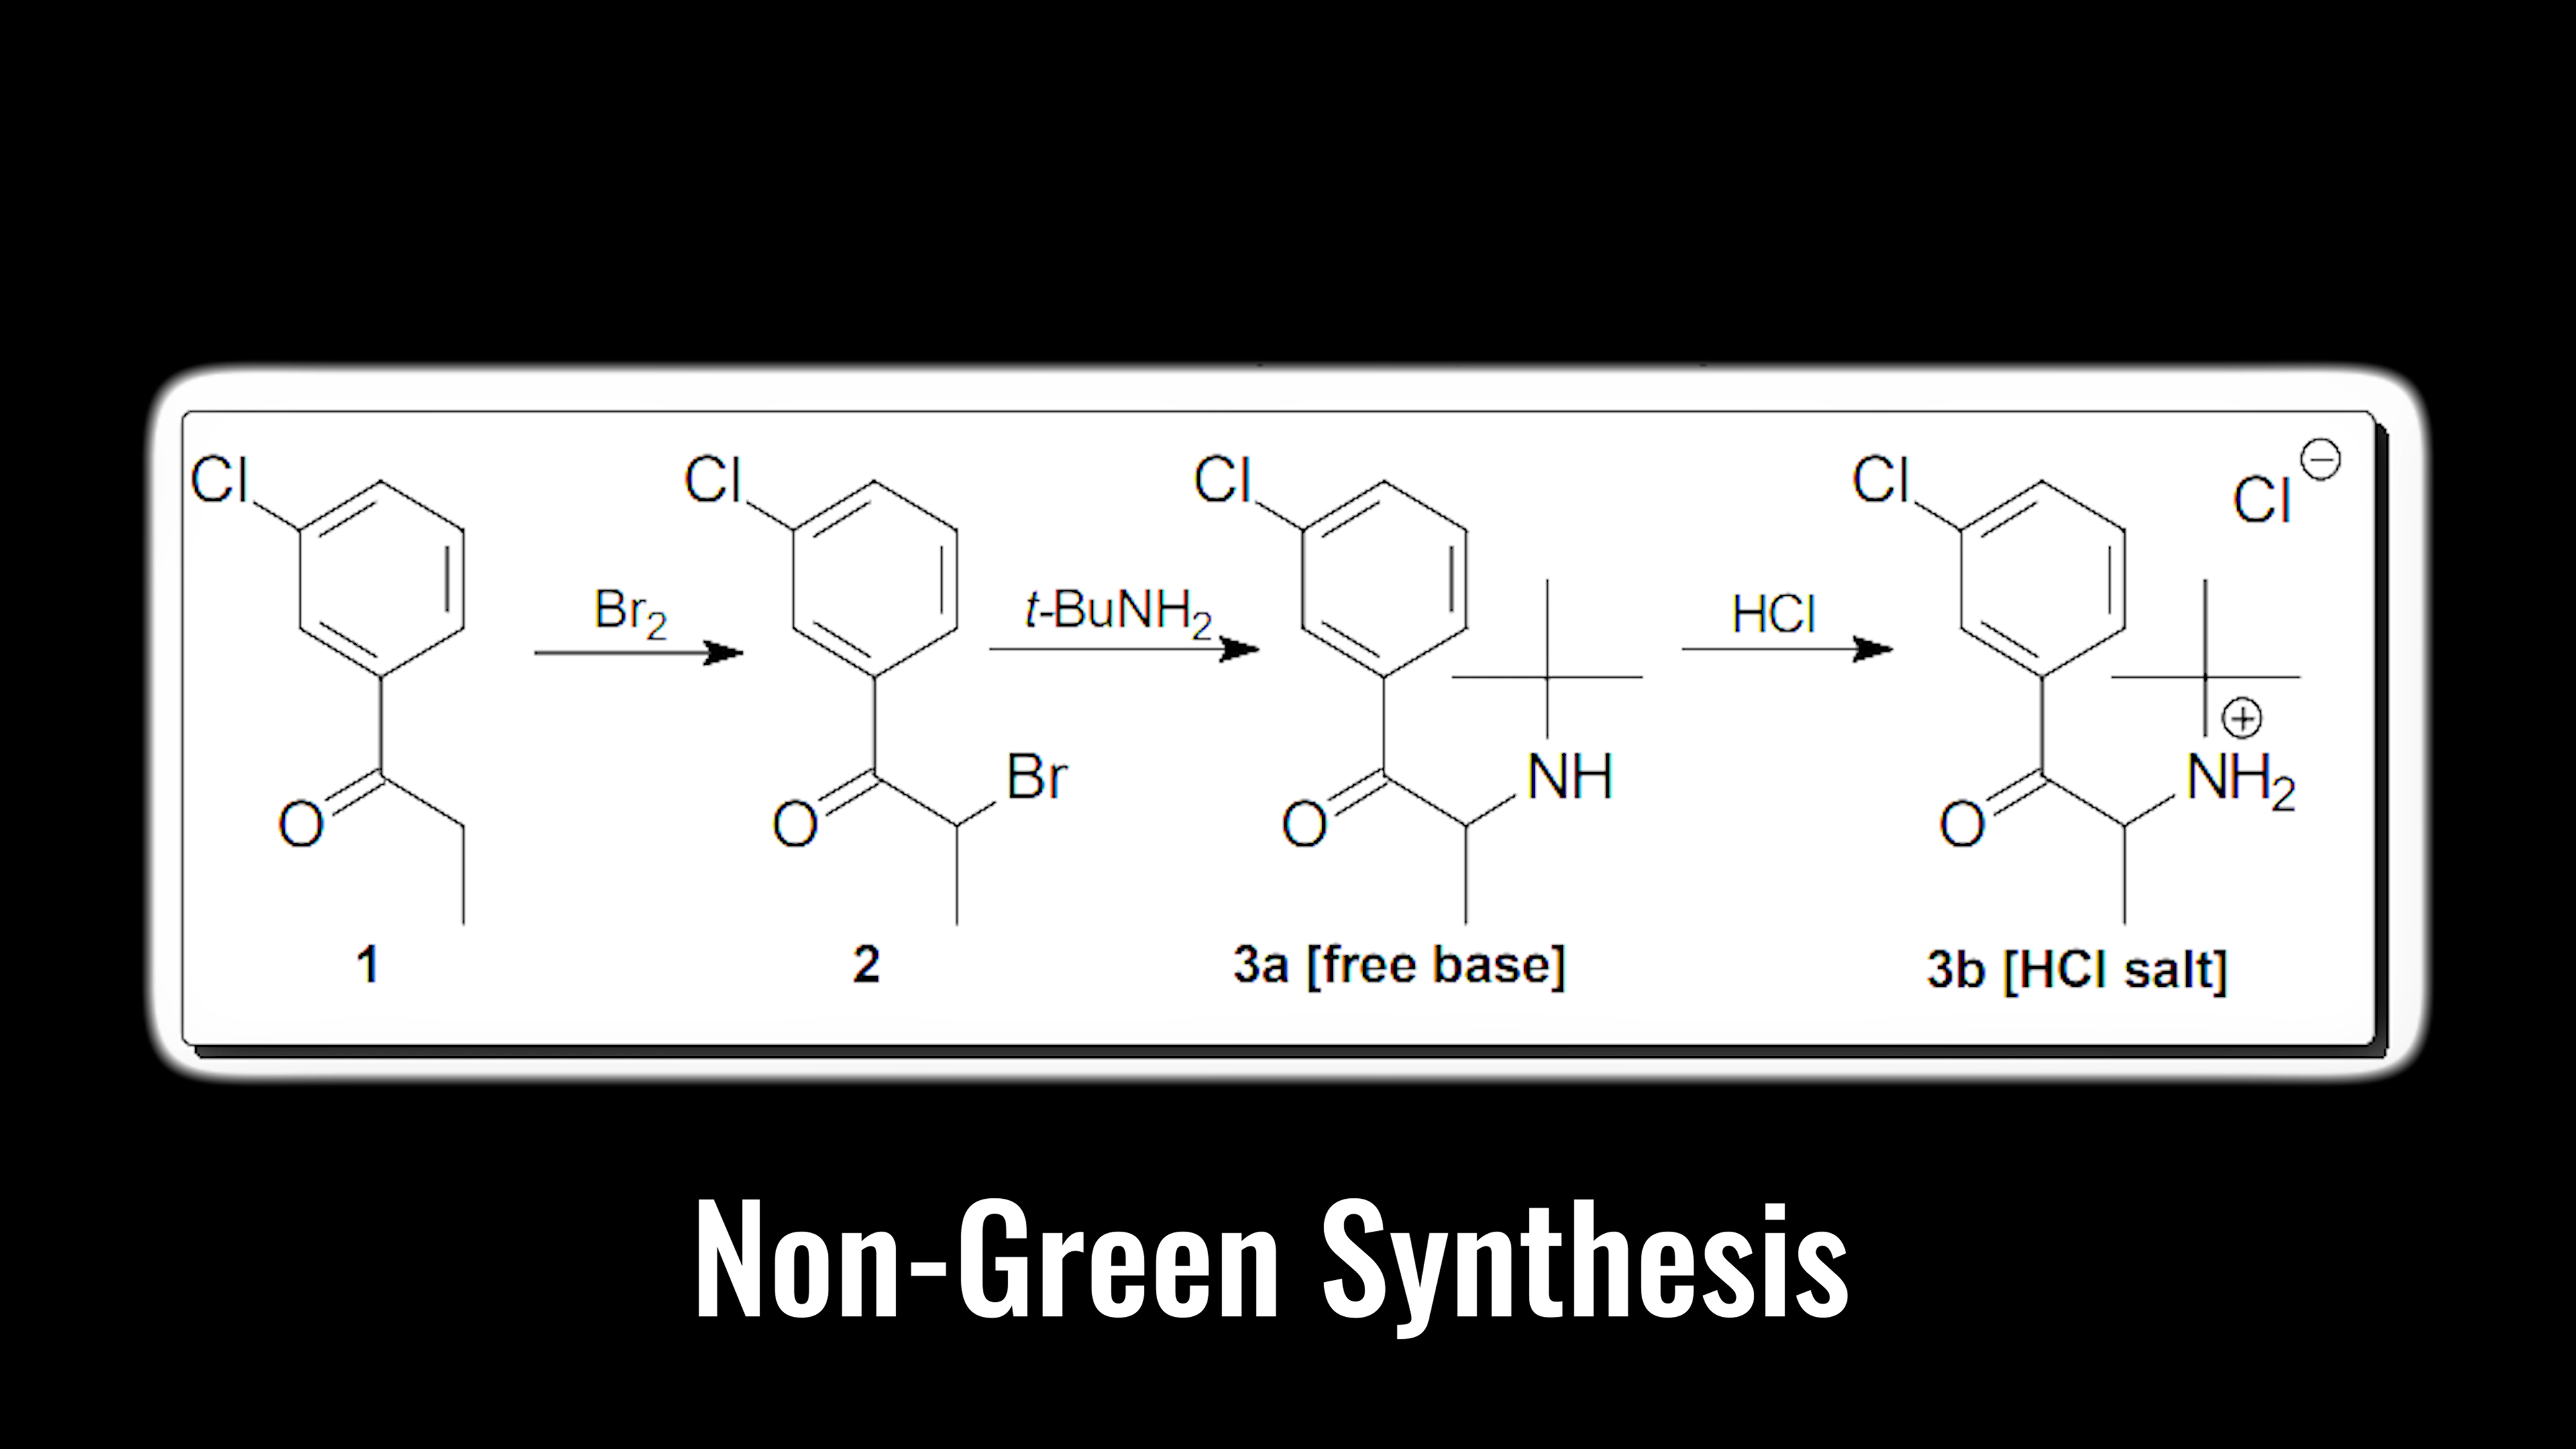 Cl
Cl
Cl
Cl
Cl ⊖
Br2
t-BuNH2
HCl
⊕
O
O
Br
O
NH
O
NH2
1
2
3a [free base]
3b [HCl salt]
Non-Green Synthesis